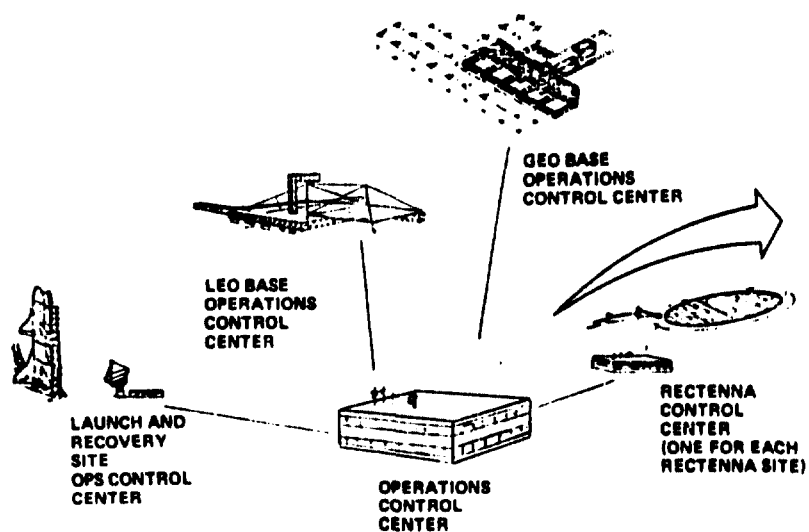 GEO BASE
OPERATIONS
CONTROL CENTER
LEO BASE
OPERATIONS
CONTROL
CENTER
LAUNCH AND
RECOVERY
SITE
OPS CONTROL
CENTER
OPERATIONS
CONTROL
CENTER
RECTENNA
CONTROL
CENTER
(ONE FOR EACH
RECTENNA SITE)